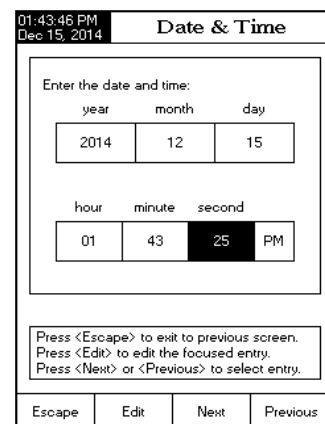 01:43:46 PM
Dec 15, 2014
Date & Time
Enter the date and time:
year month day
2014 12 15
hour minute second
01 43 25 PM
Press <Escape> to exit to previous screen.
Press <Edit> to edit the focused entry.
Press <Next> or <Previous> to select entry.
Escape Edit Next Previous